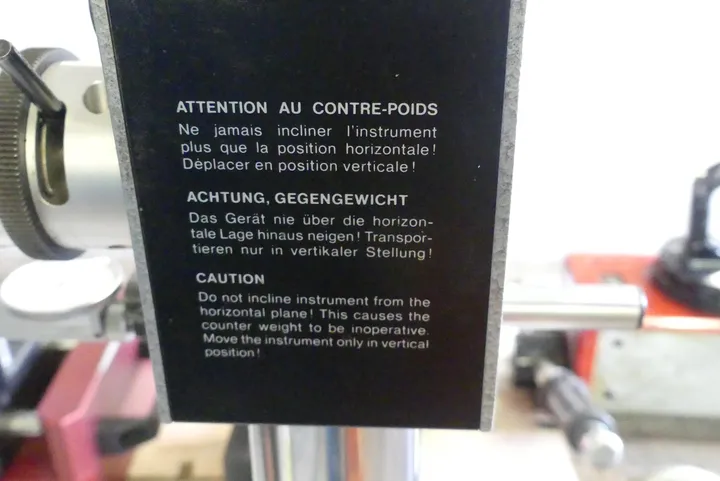 ATTENTION AU CONTRE-POIDS
Ne jamais incliner l'instrument
plus que la position horizontale!
Déplacer en position verticale!
ACHTUNG, GEGENGEWICHT
Das Gerät nie über die horizon-
tale Lage hinaus neigen! Transpor-
tieren nur in vertikaler Stellung!
CAUTION
Do not incline instrument from the
horizontal plane! This causes the
counter weight to be inoperative.
Move the instrument only in vertical
position!